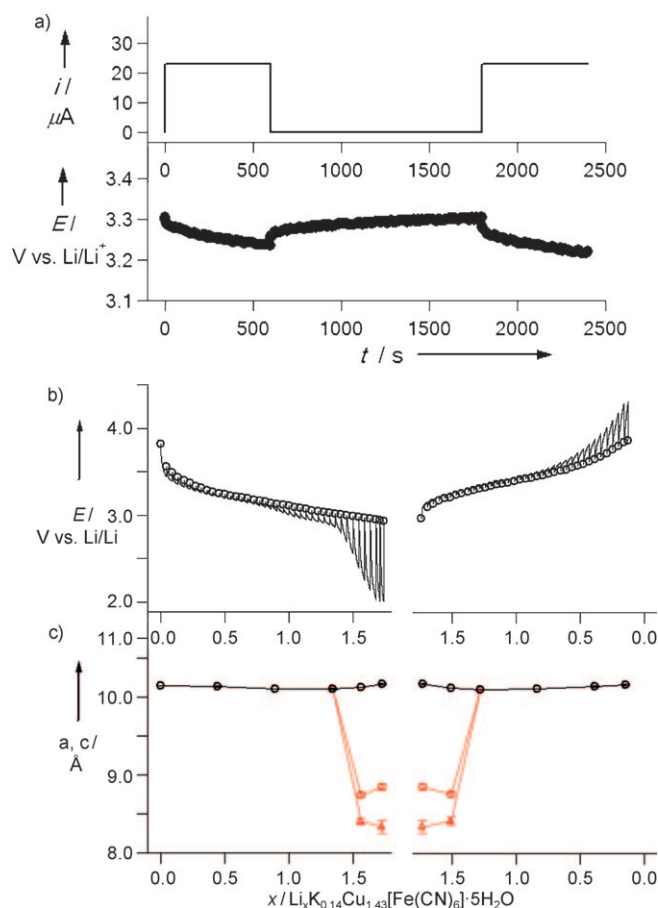 a)
30
20
10
0
i /
μA
0 500 1000 1500 2000 2500
3.4
3.3
3.2
3.1
E /
V vs. Li/Li+
0 500 1000 1500 2000 2500
t / s
b)
4.0
3.0
2.0
E /
V vs. Li/Li
0.0 0.5 1.0 1.5 1.5 1.0 0.5 0.0
c)
11.0
10.0
9.0
8.0
a, c /
Å
0.0 0.5 1.0 1.5 1.5 1.0 0.5 0.0
x / LixK0.14Cu1.43[Fe(CN)6]·5H2O